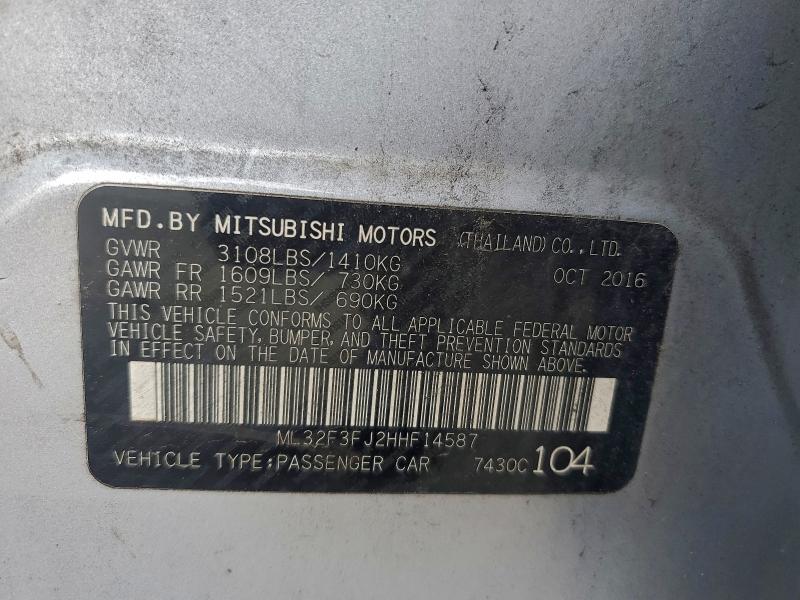 MFD.BY MITSUBISHI MOTORS (THAILAND) CO., LTD.
GVWR 3108LBS/1410KG OCT 2016
GAWR FR 1609LBS/ 730KG
GAWR RR 1521LBS/ 690KG
THIS VEHICLE CONFORMS TO ALL APPLICABLE FEDERAL MOTOR
VEHICLE SAFETY, BUMPER, AND THEFT PREVENTION STANDARDS
IN EFFECT ON THE DATE OF MANUFACTURE SHOWN ABOVE.
ML32F3FJ2HHF14587
VEHICLE TYPE:PASSENGER CAR 7430C 104